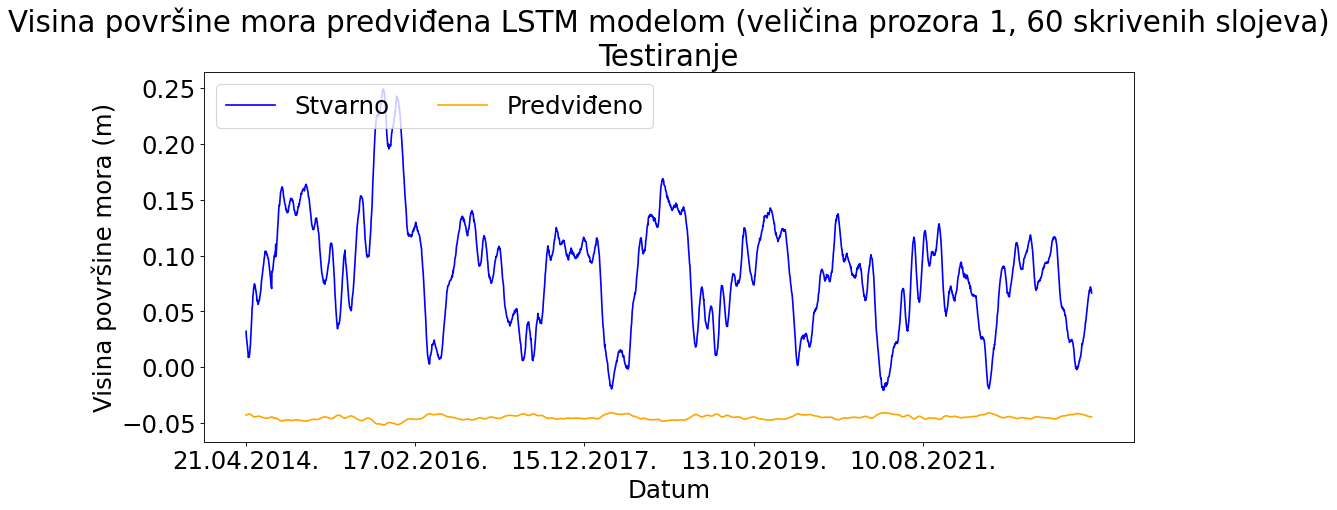 Visina površine mora predviđena LSTM modelom (veličina prozora 1, 60 skrivenih slojeva)
Testiranje
Stvarno
Predviđeno
Visina površine mora (m)
0.25
0.20
0.15
0.10
0.05
0.00
−0.05
21.04.2014.
17.02.2016.
15.12.2017.
13.10.2019.
10.08.2021.
Datum